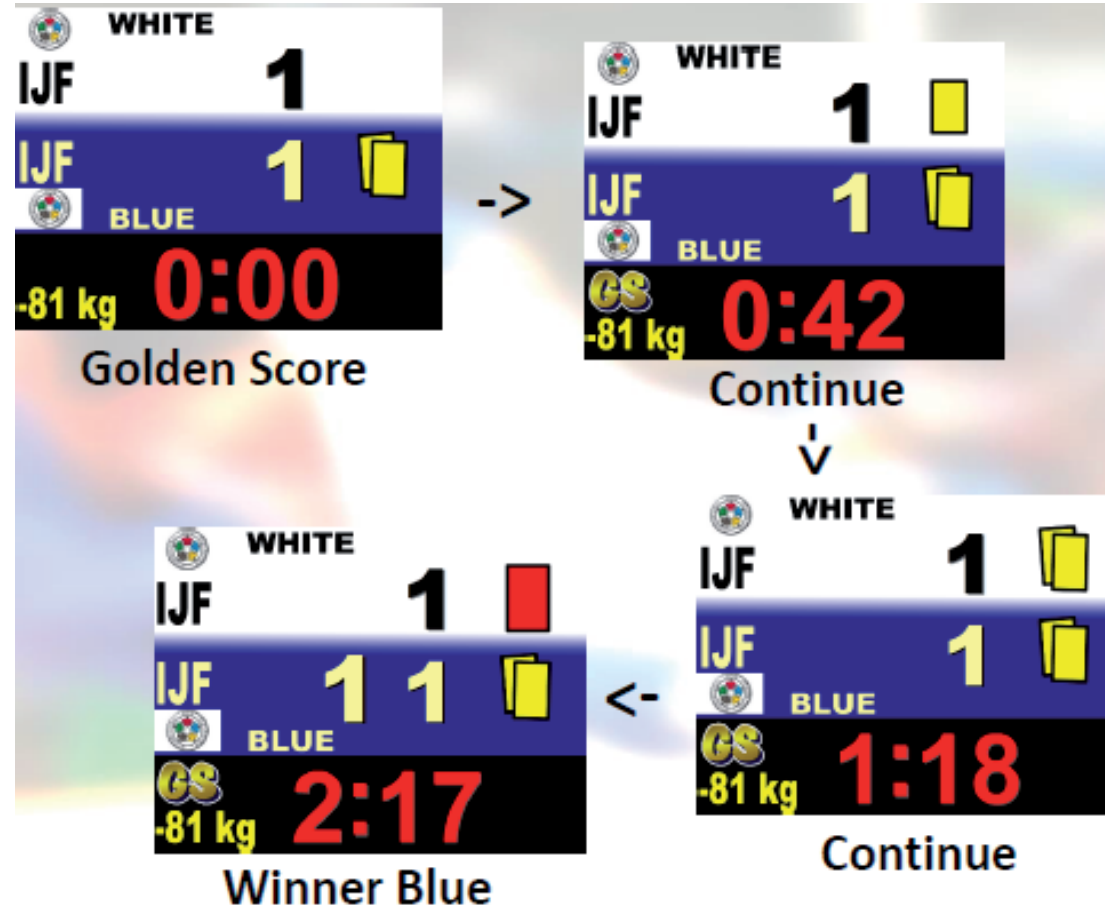 WHITE
IJF 1
IJF 1
BLUE
-81 kg 0:00
Golden Score
->
WHITE
IJF 1
IJF 1
BLUE
GS
-81 kg 0:42
Continue
->
WHITE
IJF 1
IJF 1
BLUE
GS
-81 kg 1:18
Continue
<-
WHITE
IJF 1
IJF 1 1
BLUE
GS
-81 kg 2:17
Winner Blue